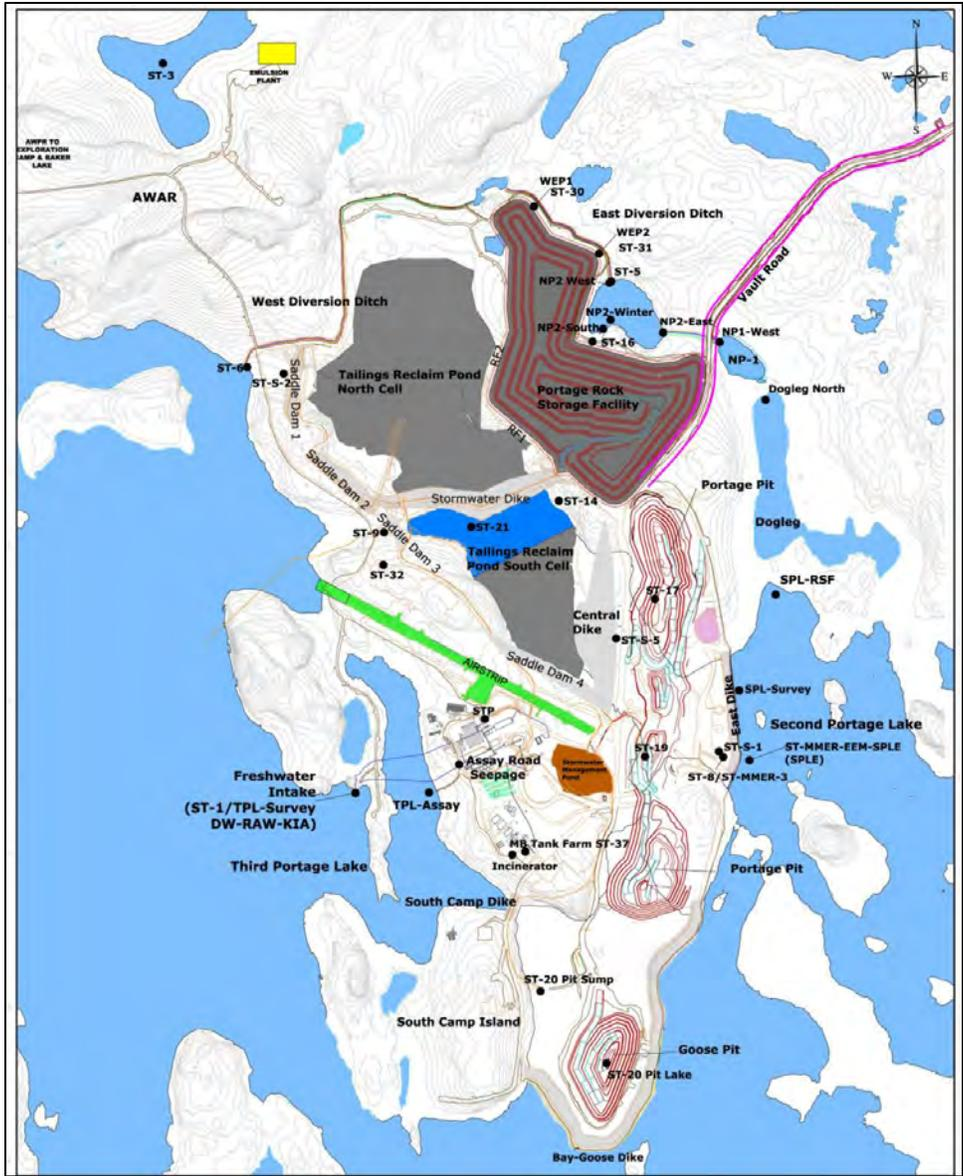 N
W
E
S
ST-3
EMULSION
PLANT
AWPR TO
EXPLORATION
CAMP & BAKER
LAKE
AWAR
WEP1
ST-30
East Diversion Ditch
WEP2
ST-31
ST-5
NP2 West
Vault Road
West Diversion Ditch
NP2-Winter
NP2-East
NP2-South
NP1-West
ST-16
NP-1
RF2
ST-6
ST-S-2
Saddle Dam 1
Tailings Reclaim Pond
North Cell
Portage Rock
Storage Facility
Dogleg North
RF1
Saddle Dam 2
Portage Pit
Stormwater Dike
ST-14
Dogleg
ST-21
ST-9
Saddle Dam 3
Tailings Reclaim
Pond South Cell
ST-32
SPL-RSF
ST-17
Central
Dike
ST-S-5
AIRSTRIP
Saddle Dam 4
East Dike
SPL-Survey
STP
Second Portage Lake
ST-19
ST-S-1
ST-MMER-EEM-SPLE
(SPLE)
Assay Road
Seepage
Stormwater
Management
Pond
ST-8/ST-MMER-3
Freshwater
Intake
(ST-1/TPL-Survey
DW-RAW-KIA)
TPL-Assay
MB Tank Farm ST-37
Incinerator
Third Portage Lake
Portage Pit
South Camp Dike
ST-20 Pit Sump
South Camp Island
Goose Pit
ST-20 Pit Lake
Bay-Goose Dike